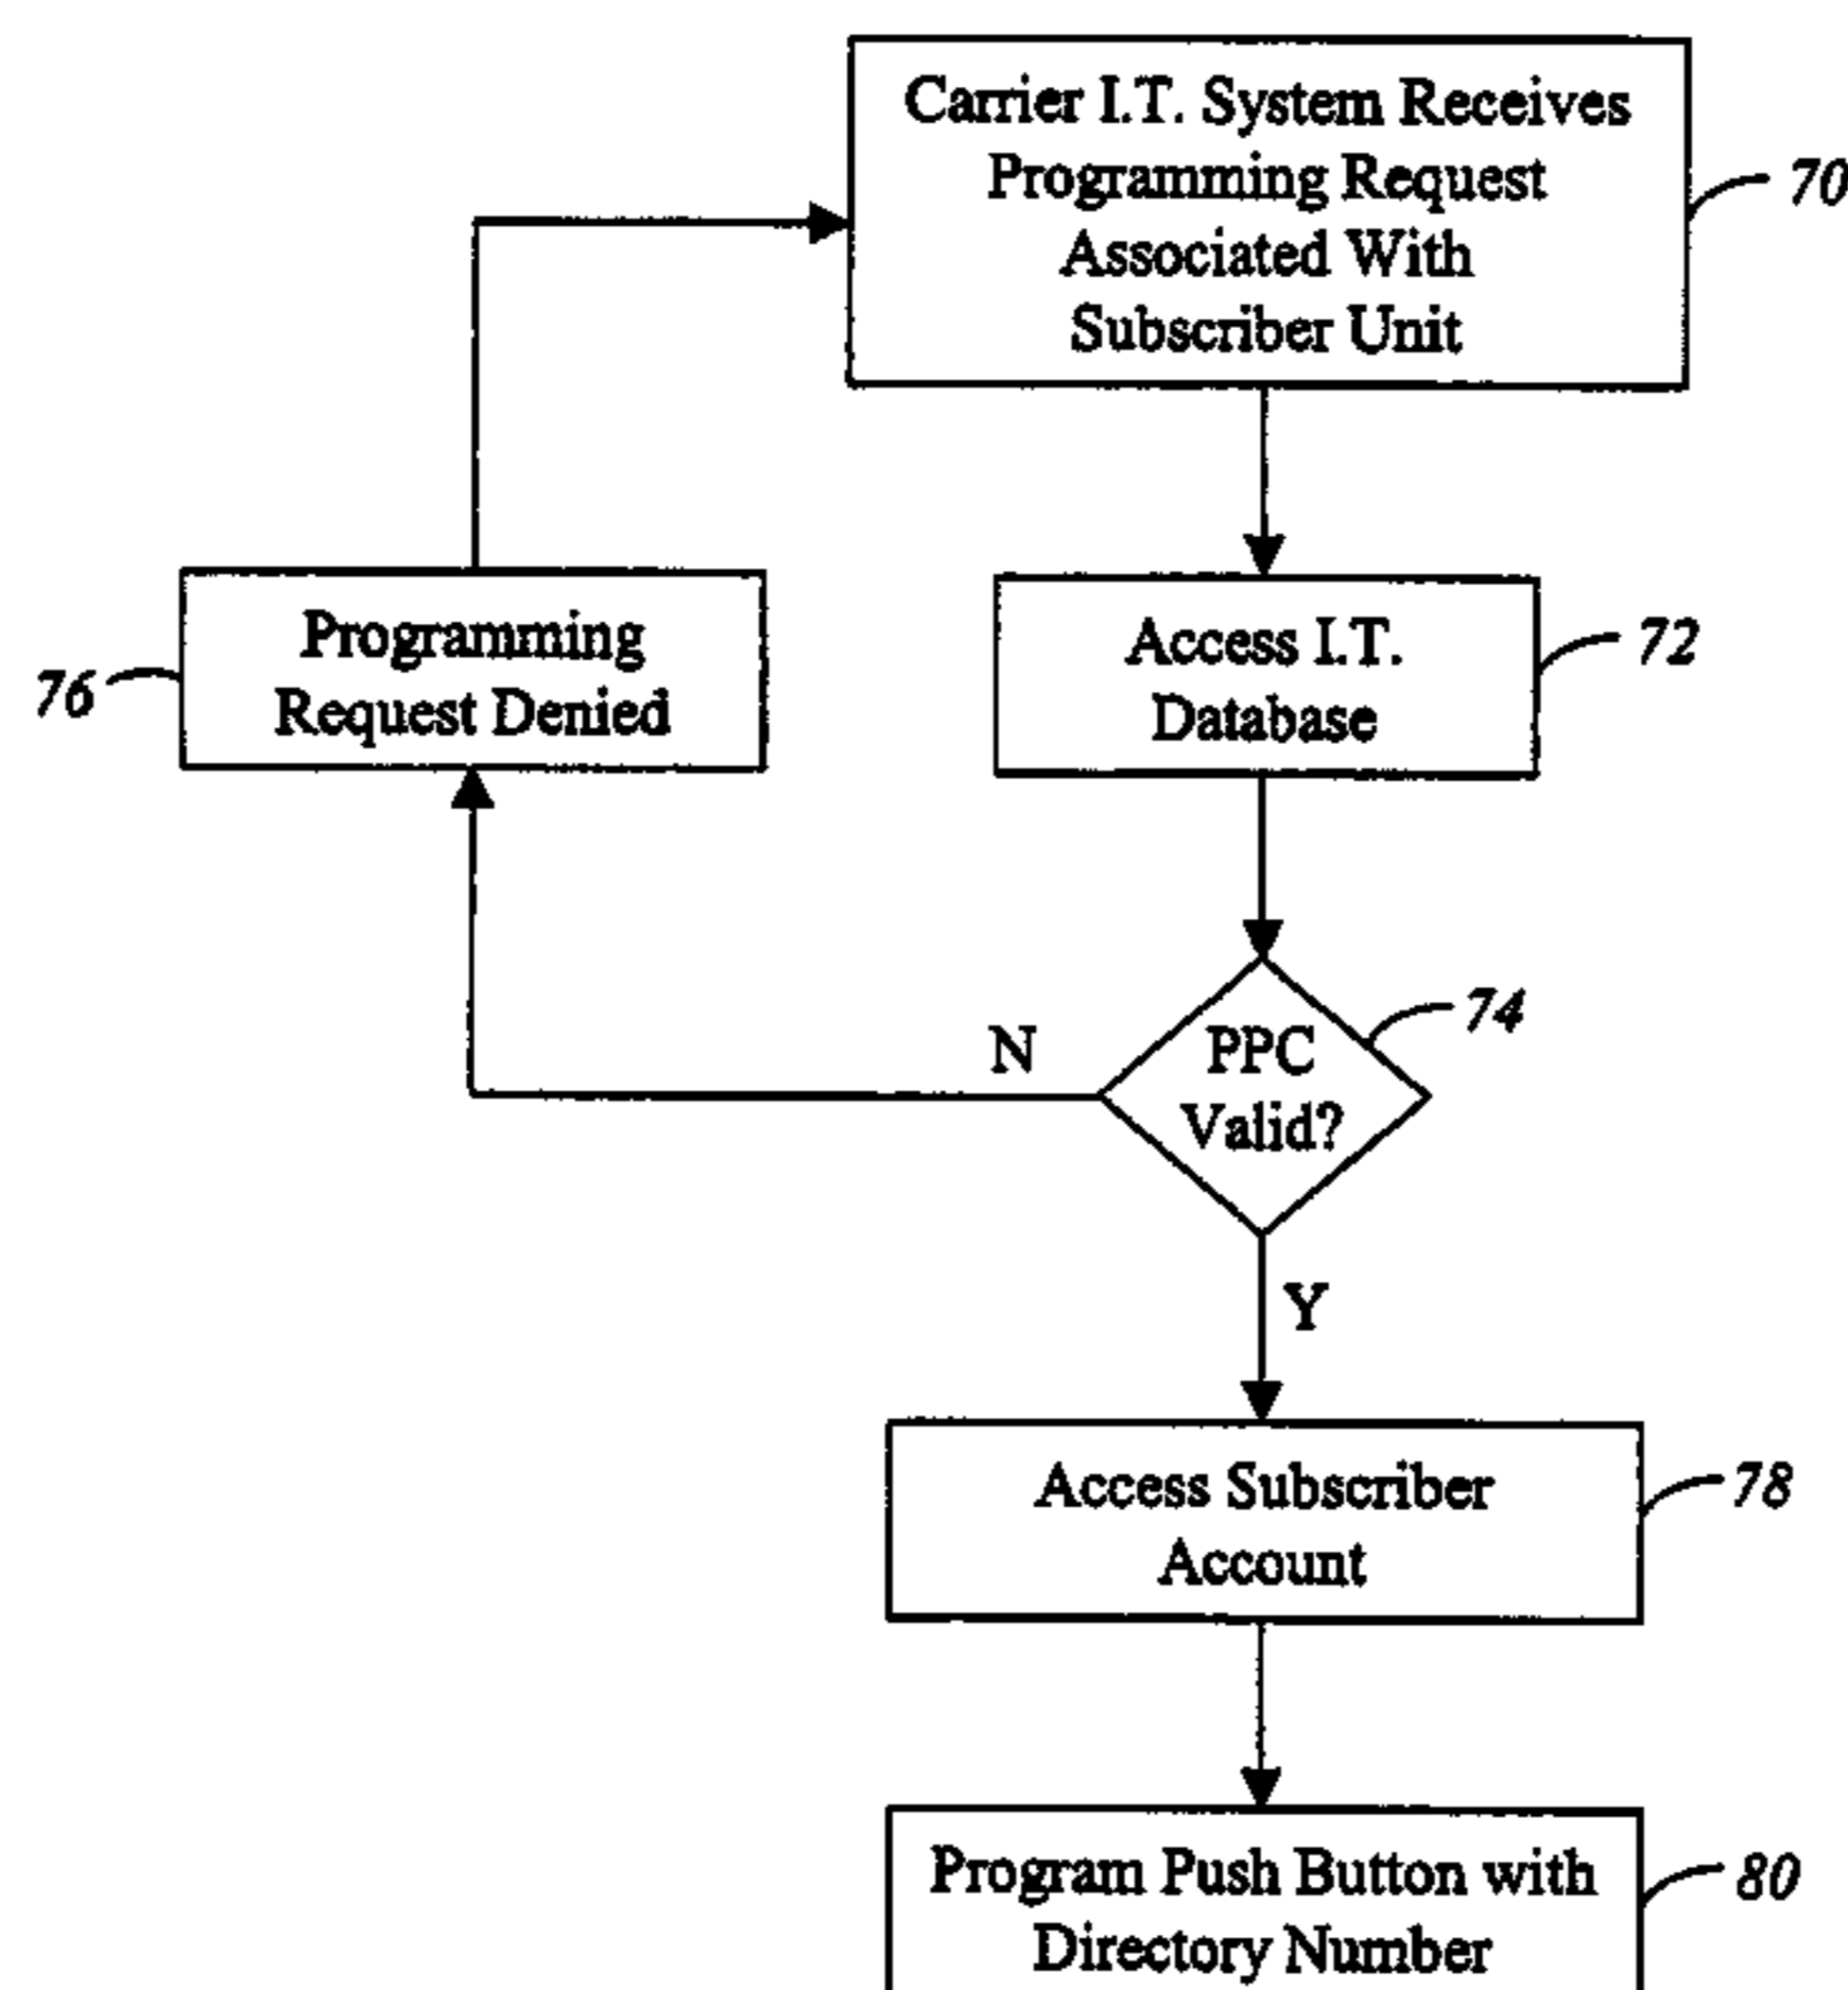 Carrier I.T. System Receives
Programming Request
Associated With
Subscriber Unit
70
Programming
Request Denied
76
Access I.T.
Database
72
N
PPC
Valid?
74
Y
Access Subscriber
Account
78
Program Push Button with
Directory Number
80